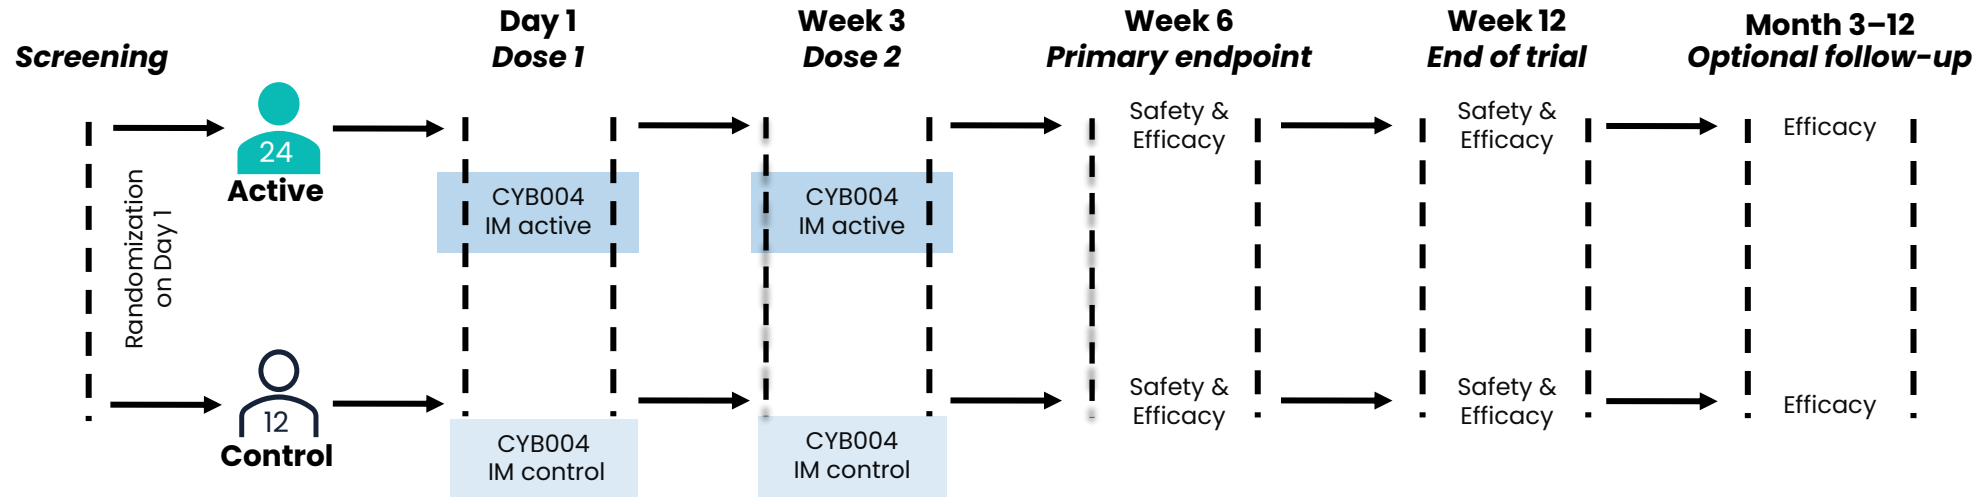 Screening
Day 1
Dose 1
Week 3
Dose 2
Week 6
Primary endpoint
Week 12
End of trial
Month 3–12
Optional follow-up
Randomization
on Day 1
24
Active
CYB004
IM active
CYB004
IM active
Safety &
Efficacy
Safety &
Efficacy
Efficacy
12
Control
CYB004
IM control
CYB004
IM control
Safety &
Efficacy
Safety &
Efficacy
Efficacy